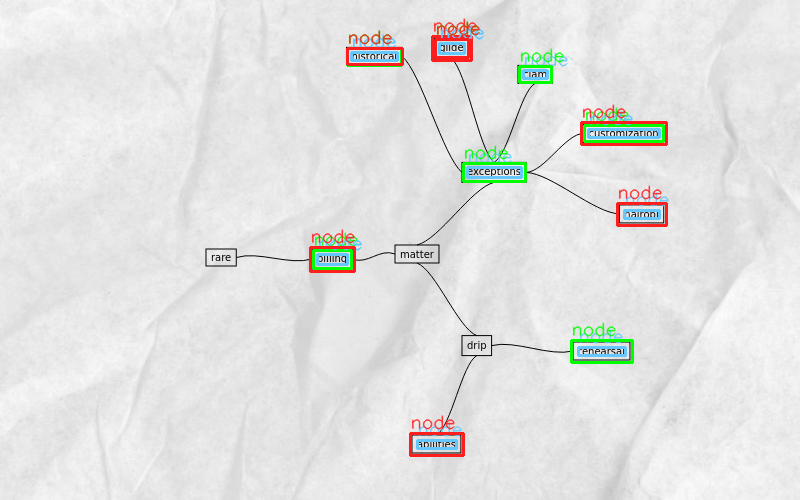 node
node
glide
historical
node
node
customization
node
exceptions
node
nairobi
node
matter
rare
billing
node
drip
rehearsal
node
abilities